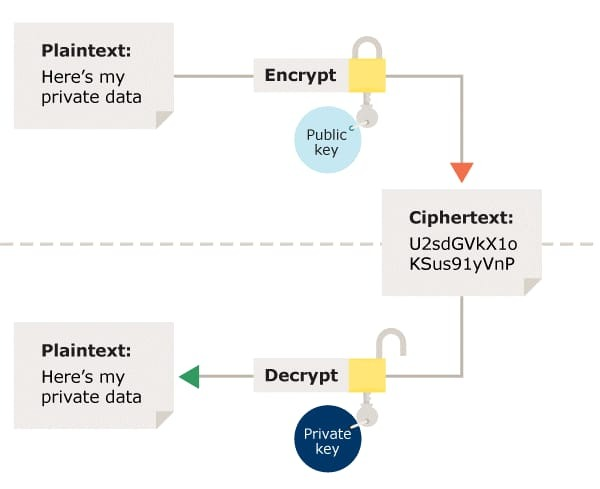 Plaintext:
Here’s my
private data
Encrypt
Public
key
Ciphertext:
U2sdGVkX1o
KSus91yVnP
Plaintext:
Here’s my
private data
Decrypt
Private
key